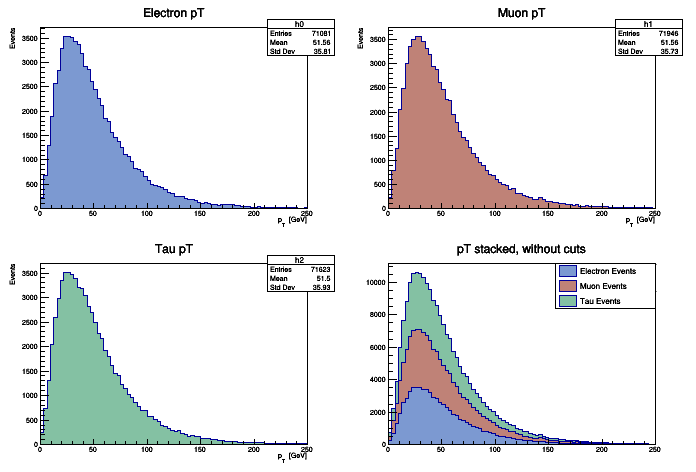 Electron pT
Events
h0
Entries 71081
Mean 51.56
Std Dev 35.81
3500
3000
2500
2000
1500
1000
500
0
0 50 100 150 200 250
p_T [GeV]
Muon pT
Events
h1
Entries 71946
Mean 51.56
Std Dev 35.73
3500
3000
2500
2000
1500
1000
500
0
0 50 100 150 200 250
p_T [GeV]
Tau pT
Events
h2
Entries 71623
Mean 51.5
Std Dev 35.93
3500
3000
2500
2000
1500
1000
500
0
0 50 100 150 200 250
p_T [GeV]
pT stacked, without cuts
Electron Events
Muon Events
Tau Events
10000
8000
6000
4000
2000
0
0 50 100 150 200 250